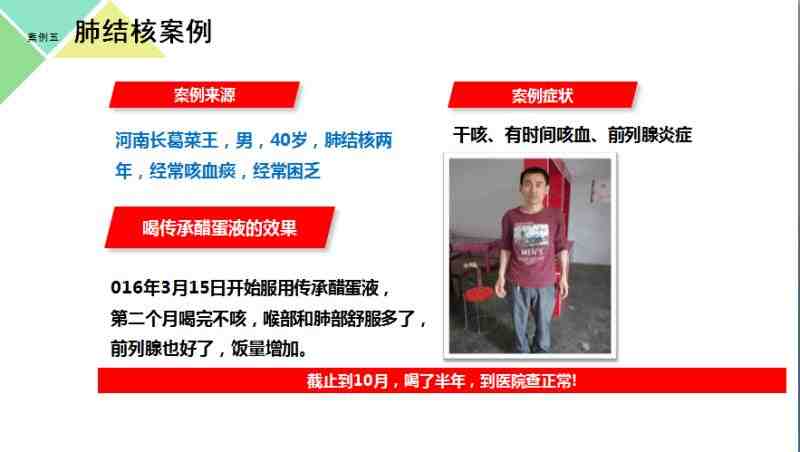 案例五
肺结核案例
案例来源
河南长葛菜王，男，40岁，肺结核两
年，经常咳血痰，经常困乏
喝传承醋蛋液的效果
016年3月15日开始服用传承醋蛋液，
第二个月喝完不咳，喉部和肺部舒服多了，
前列腺也好了，饭量增加。
案例症状
干咳、有时间咳血、前列腺炎症
MEN'S
截止到10月，喝了半年，到医院查正常!